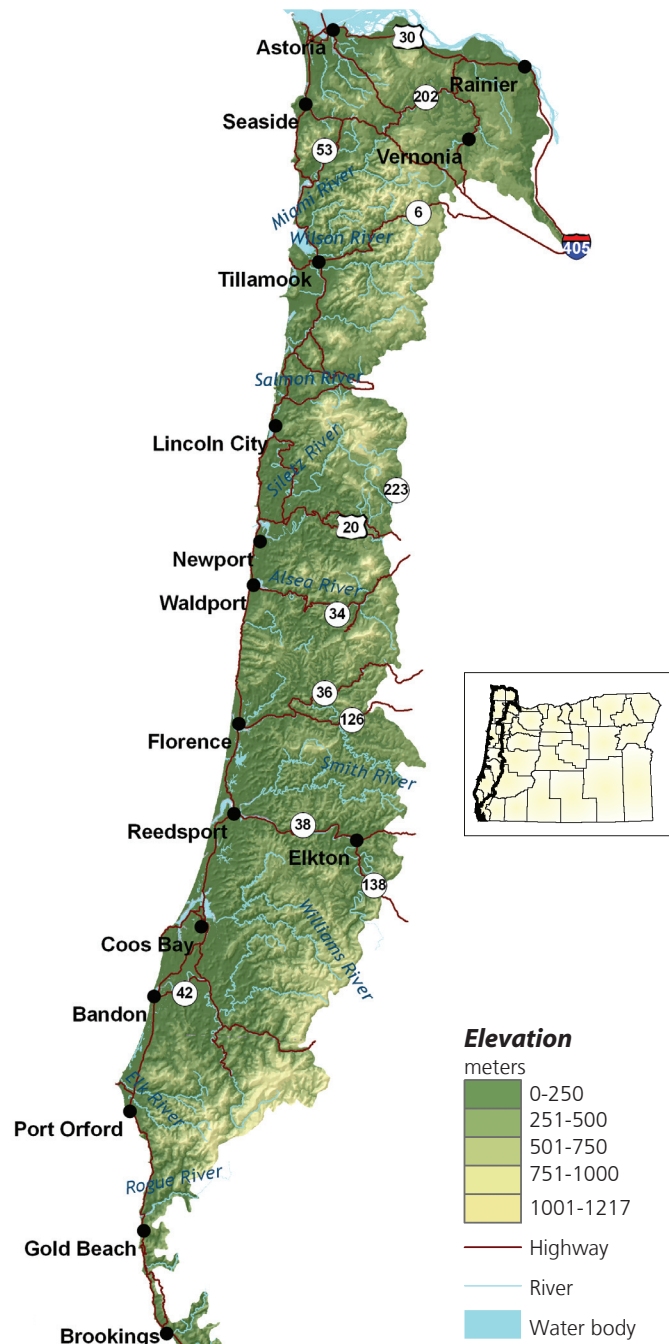 Astoria
30
Rainier
202
Seaside
53
Vernonia
Miami River
6
Wilson River
405
Tillamook
Salmon River
Lincoln City
Siletz River
223
20
Newport
Alsea River
Waldport
34
36
126
Florence
Smith River
Reedsport
38
Elkton
138
Williams River
Coos Bay
42
Bandon
Elk River
Port Orford
Rogue River
Gold Beach
Brookings
Elevation
meters
0-250
251-500
501-750
751-1000
1001-1217
Highway
River
Water body